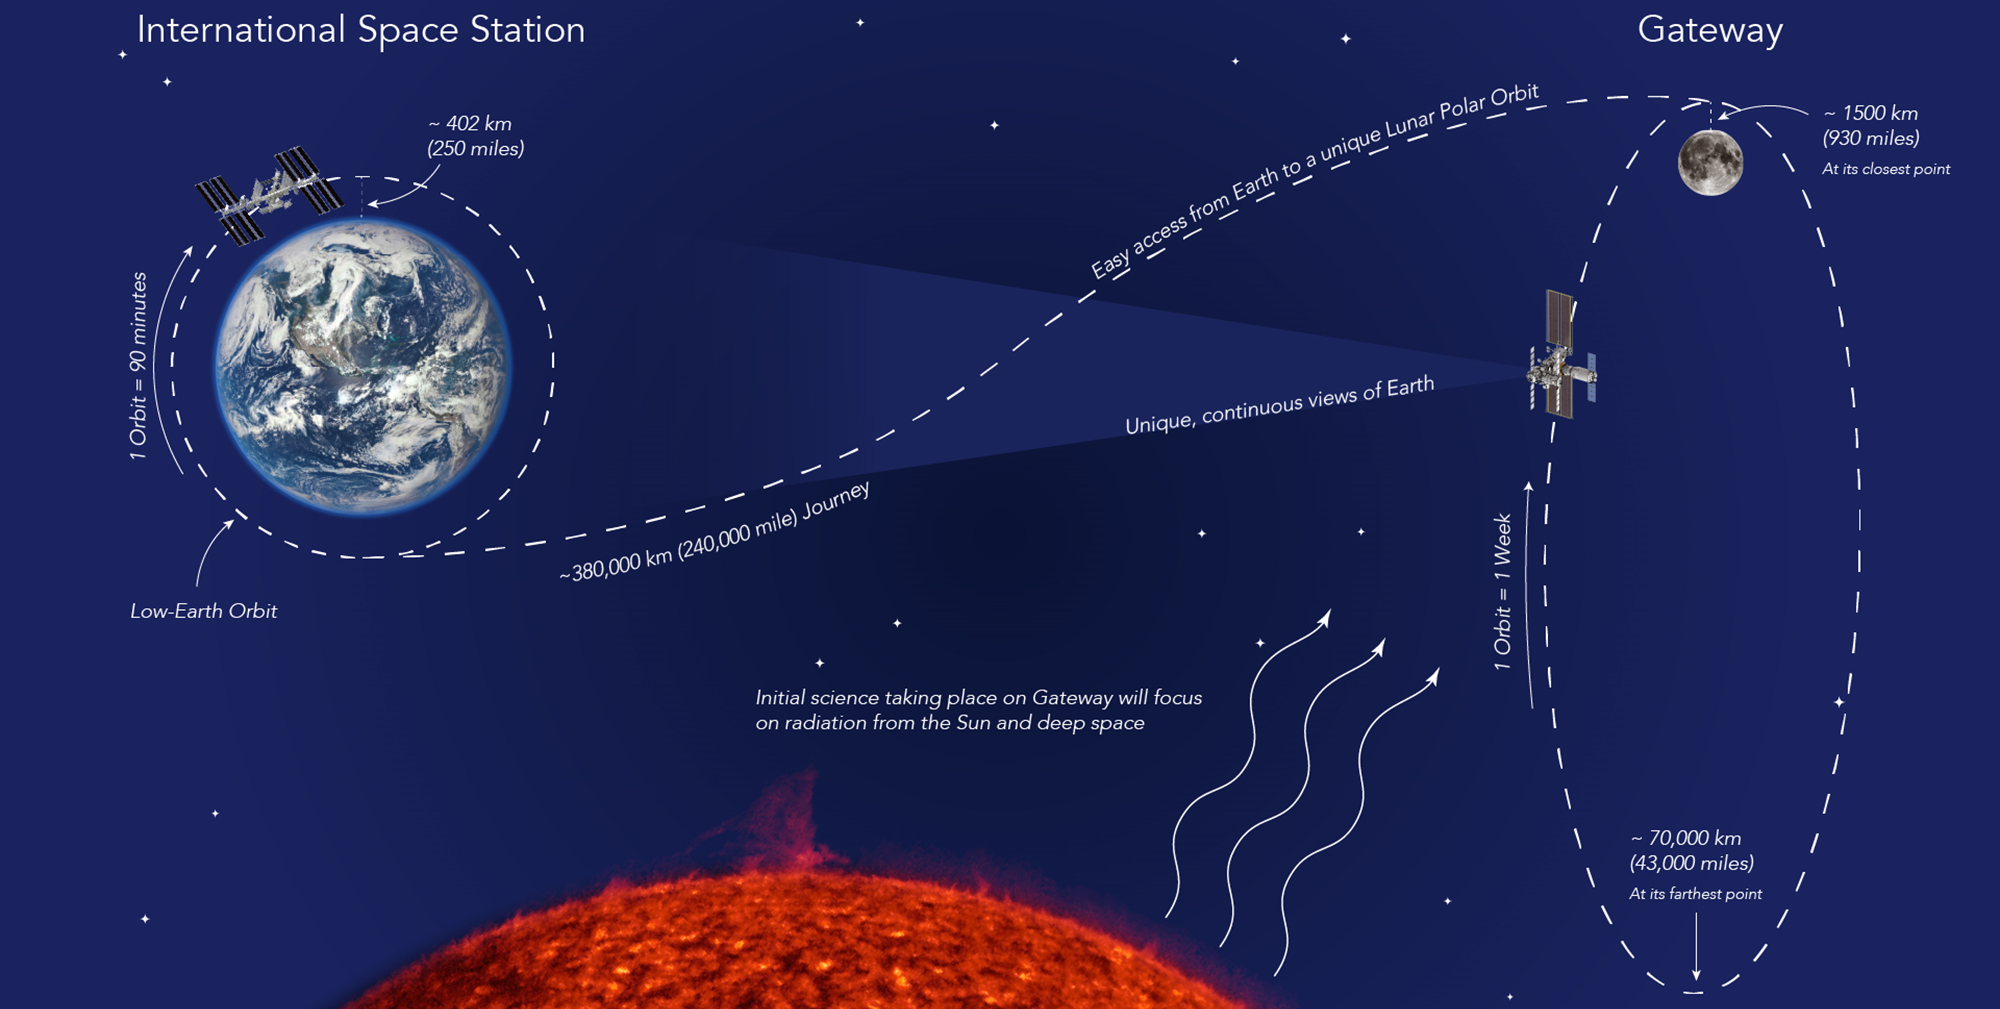 International Space Station
Gateway
~ 402 km
(250 miles)
1 Orbit = 90 minutes
Low-Earth Orbit
Easy access from Earth to a unique Lunar Polar Orbit
~380,000 km (240,000 mile) Journey
Unique, continuous views of Earth
~ 1500 km
(930 miles)
At its closest point
1 Orbit = 1 Week
Initial science taking place on Gateway will focus
on radiation from the Sun and deep space
~ 70,000 km
(43,000 miles)
At its farthest point